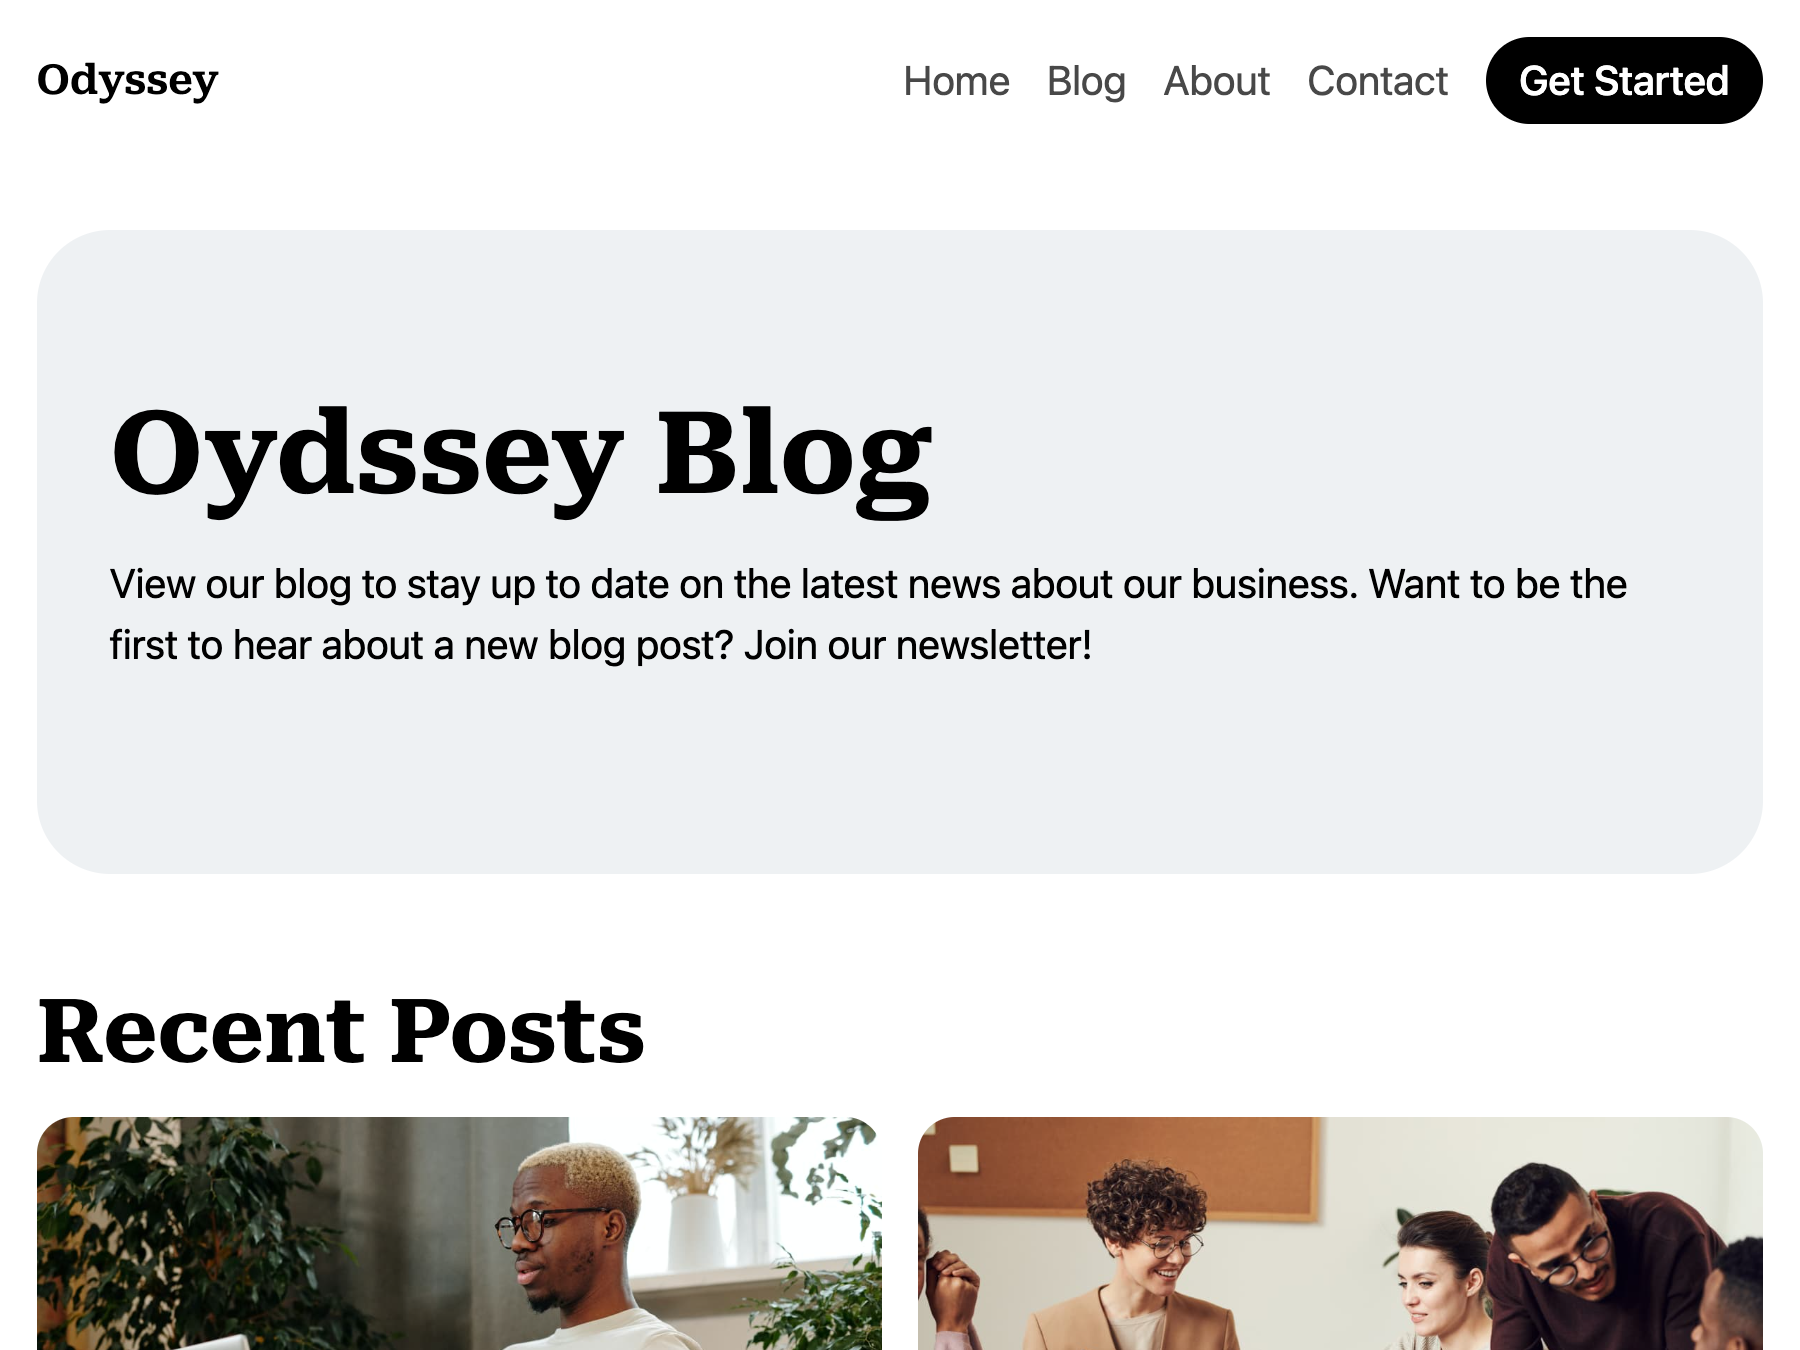 Odyssey
Home Blog About Contact Get Started
Oydssey Blog
View our blog to stay up to date on the latest news about our business. Want to be the
first to hear about a new blog post? Join our newsletter!
Recent Posts